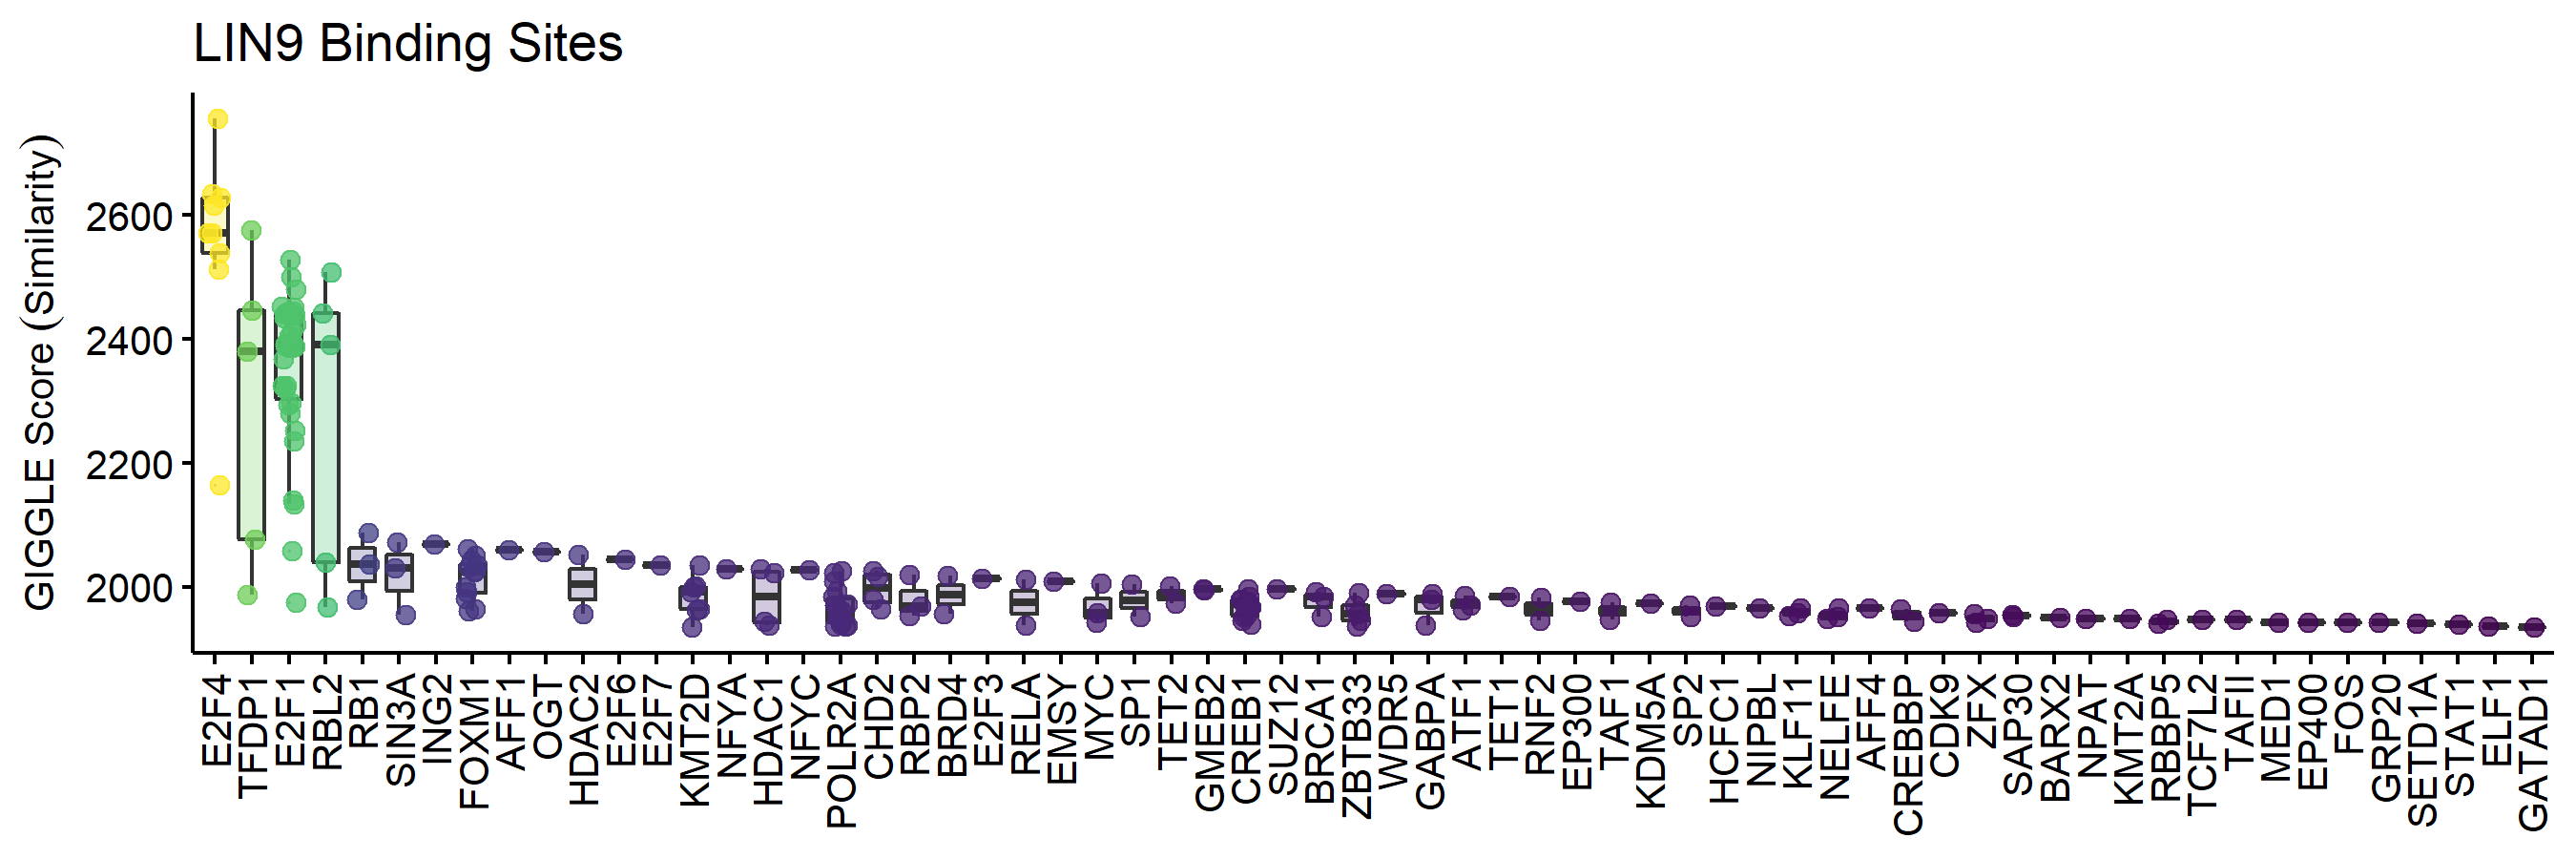 LIN9 Binding Sites
GIGGLE Score (Similarity)
2600
2400
2200
2000
E2F4
TFDP1
E2F1
RBL2
RB1
SIN3A
ING2
FOXM1
AFF1
OGT
HDAC2
E2F6
E2F7
KMT2D
NFYA
HDAC1
NFYC
POLR2A
CHD2
RBP2
BRD4
E2F3
RELA
EMSY
MYC
SP1
TET2
GMEB2
CREB1
SUZ12
BRCA1
ZBTB33
WDR5
GABPA
ATF1
TET1
RNF2
EP300
TAF1
KDM5A
SP2
HCFC1
NIPBL
KLF11
NELFE
AFF4
CREBBP
CDK9
ZFX
SAP30
BARX2
NPAT
KMT2A
RBBP5
TCF7L2
TAFII
MED1
EP400
FOS
GRP20
SETD1A
STAT1
ELF1
GATAD1